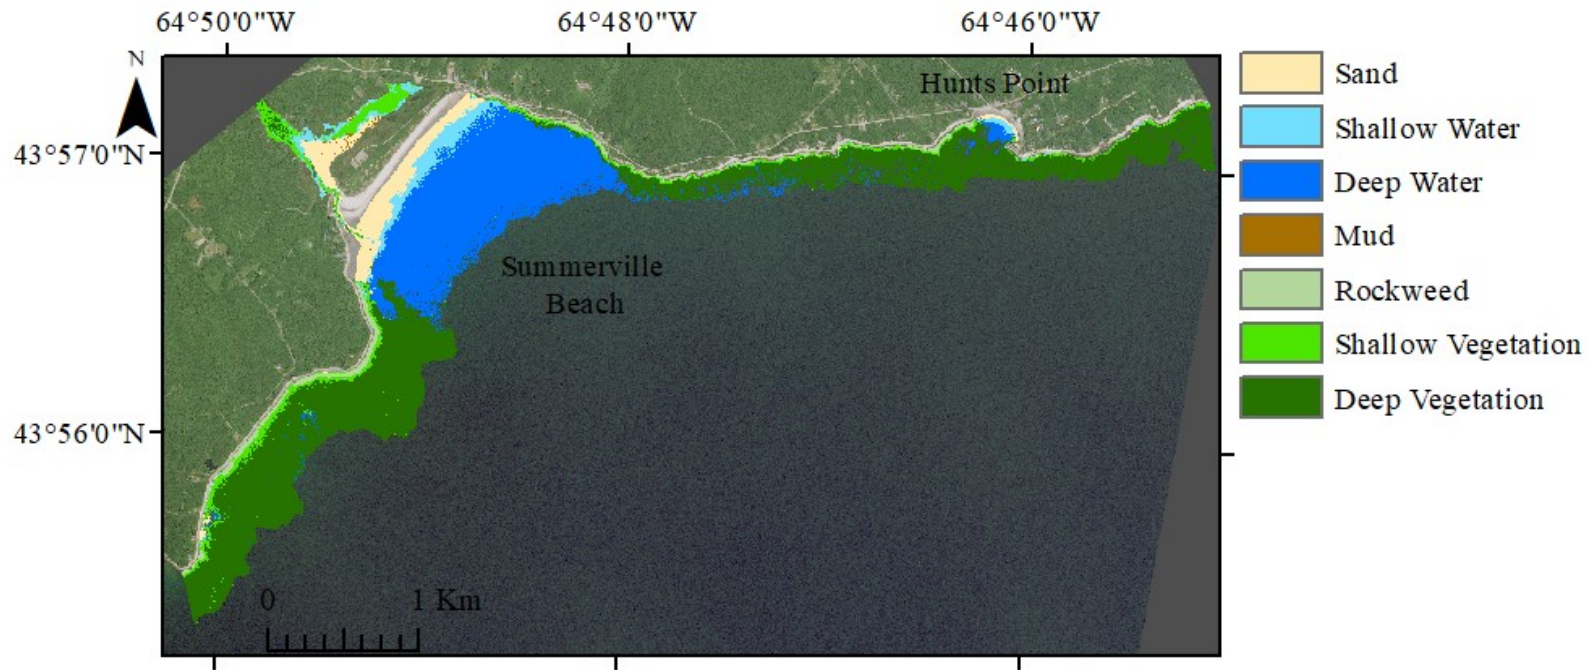 64°50'0"W
64°48'0"W
64°46'0"W
N
43°57'0"N
43°56'0"N
Hunts Point
Summerville
Beach
0
1 Km
Sand
Shallow Water
Deep Water
Mud
Rockweed
Shallow Vegetation
Deep Vegetation